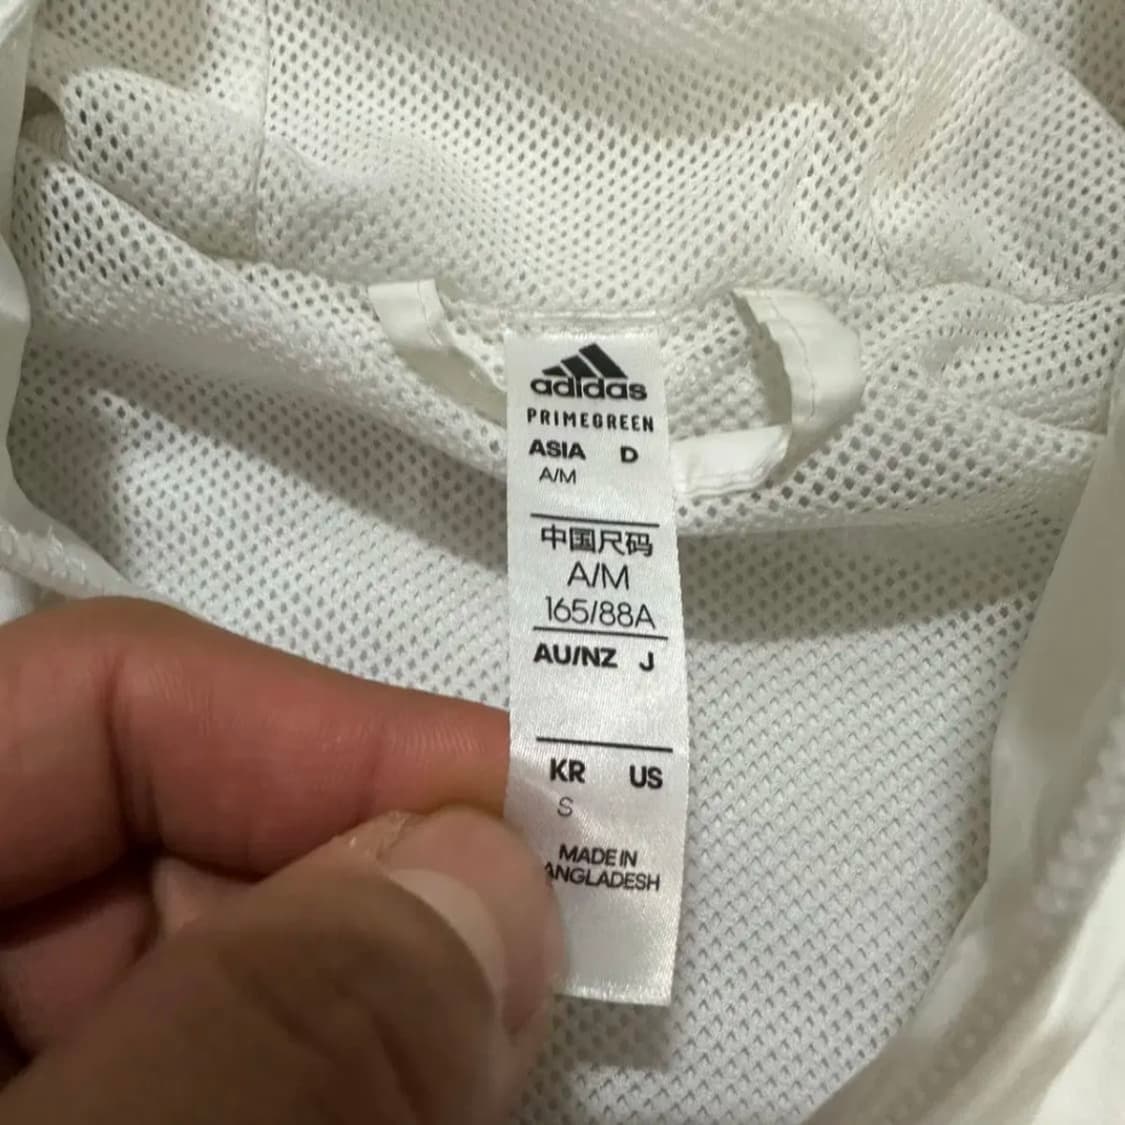 adidas
PRIMEGREEN
ASIA D
A/M
中国尺码
A/M
165/88A
AU/NZ J
KR US
S
MADE IN
ANGLADESH